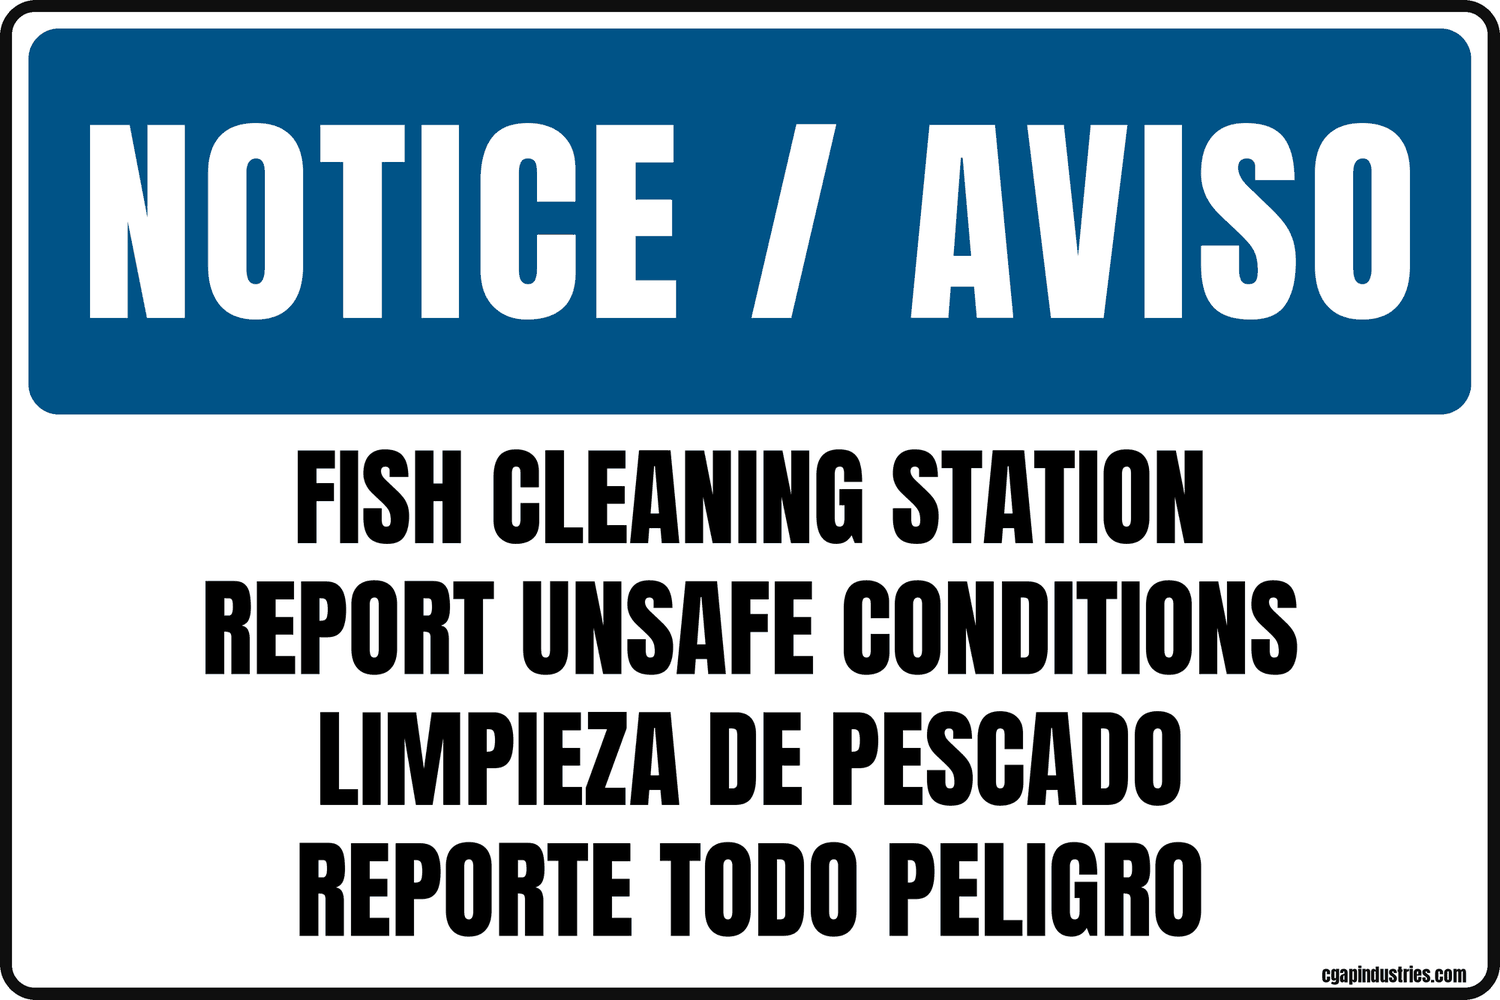 NOTICE / AVISO
FISH CLEANING STATION
REPORT UNSAFE CONDITIONS
LIMPIEZA DE PESCADO
REPORTE TODO PELIGRO
cgapindustries.com